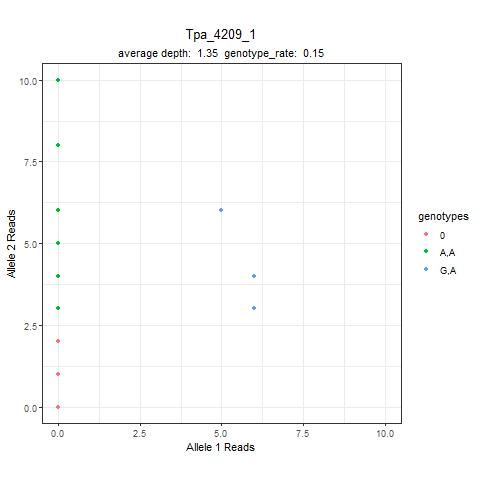 Tpa_4209_1
average depth: 1.35 genotype_rate: 0.15
10.0
7.5
5.0
2.5
0.0
Allele 2 Reads
0.0 2.5 5.0 7.5 10.0
Allele 1 Reads
genotypes
0
A,A
G,A